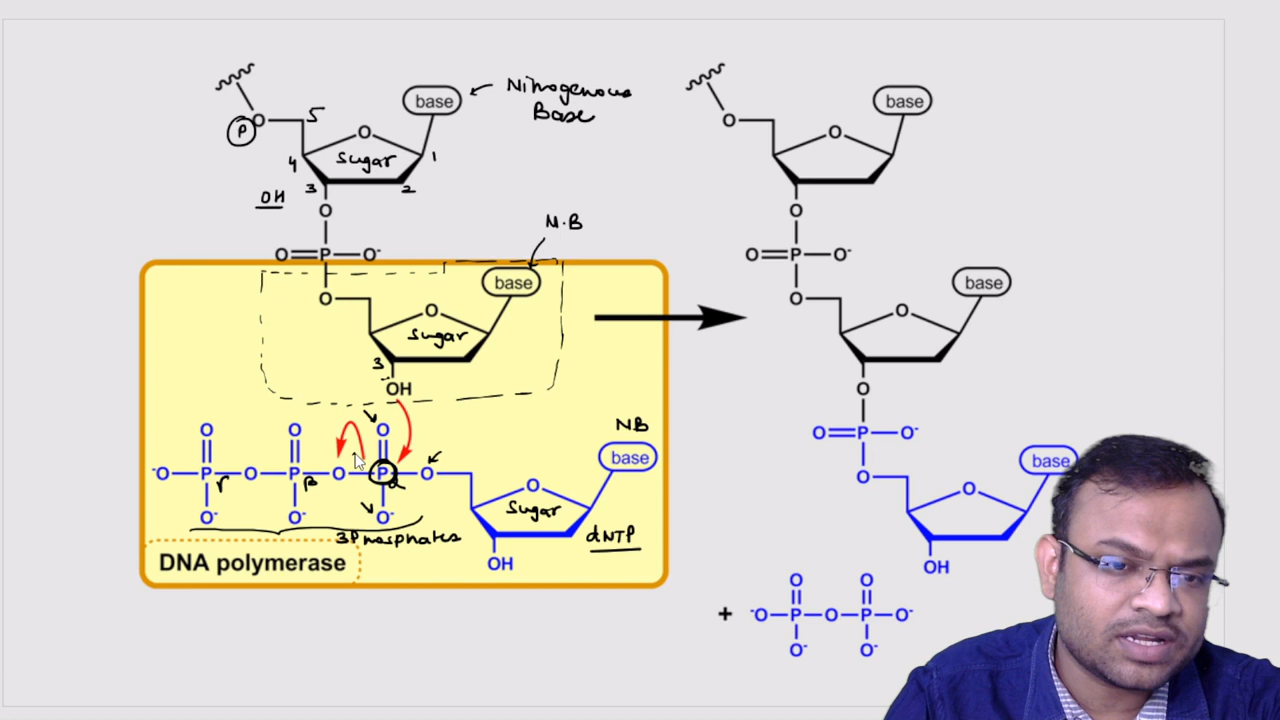 base
Nitrogenous
Base
O
P
5
O
4
Sugar
1
3
2
OH
O
O=P—O⁻
N.B
O
base
O
Sugar
3
OH
O O O
NB
⁻O—P—O—P—O—P—O
γ β α
base
O⁻ O⁻ O⁻
O
Sugar
3Phosphates
dNTP
OH
DNA polymerase
base
O
O
O
O=P—O⁻
O
base
O
O
O=P—O⁻
O
base
O
OH
O O
+ ⁻O—P—O—P—O⁻
O⁻ O⁻